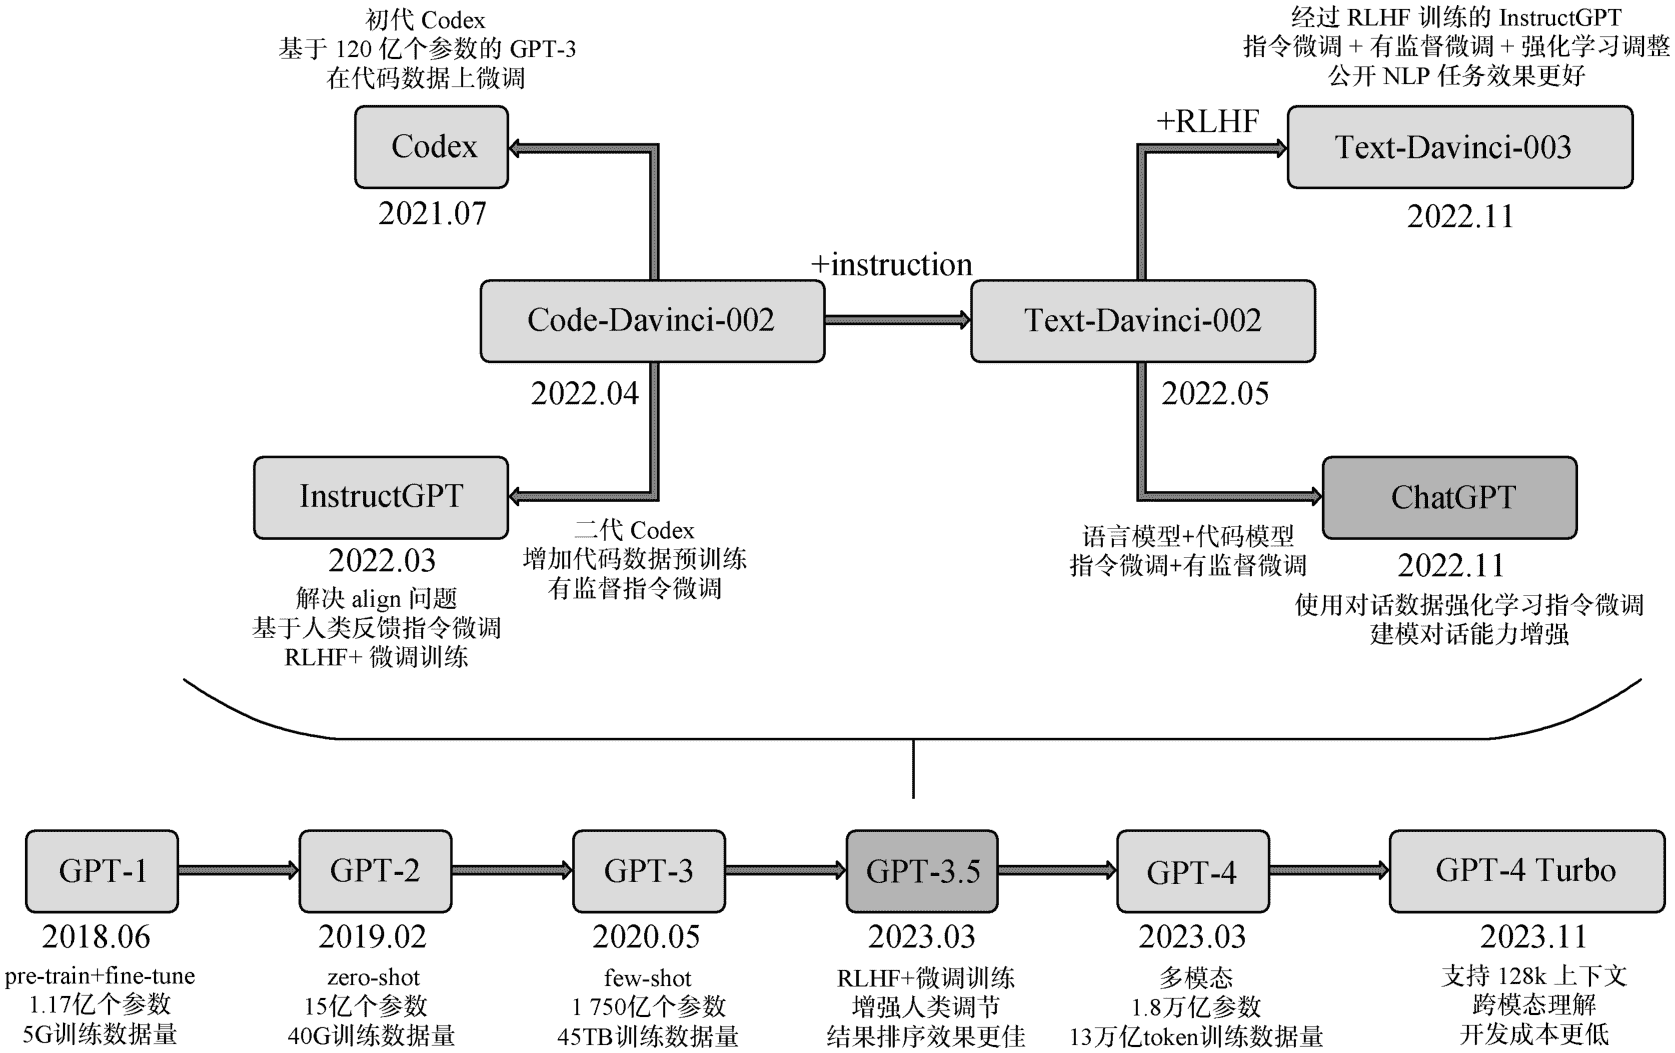 初代 Codex
基于 120 亿个参数的 GPT-3
在代码数据上微调
Codex
2021.07
经过 RLHF 训练的 InstructGPT
指令微调 + 有监督微调 + 强化学习调整
公开 NLP 任务效果更好
+RLHF
Text-Davinci-003
2022.11
+instruction
Code-Davinci-002
2022.04
Text-Davinci-002
2022.05
InstructGPT
2022.03
解决 align 问题
基于人类反馈指令微调
RLHF+ 微调训练
二代 Codex
增加代码数据预训练
有监督指令微调
语言模型+代码模型
指令微调+有监督微调
ChatGPT
2022.11
使用对话数据强化学习指令微调
建模对话能力增强
GPT-1
2018.06
pre-train+fine-tune
1.17亿个参数
5G训练数据量
GPT-2
2019.02
zero-shot
15亿个参数
40G训练数据量
GPT-3
2020.05
few-shot
1 750亿个参数
45TB训练数据量
GPT-3.5
2023.03
RLHF+微调训练
增强人类调节
结果排序效果更佳
GPT-4
2023.03
多模态
1.8万亿参数
13万亿token训练数据量
GPT-4 Turbo
2023.11
支持 128k 上下文
跨模态理解
开发成本更低